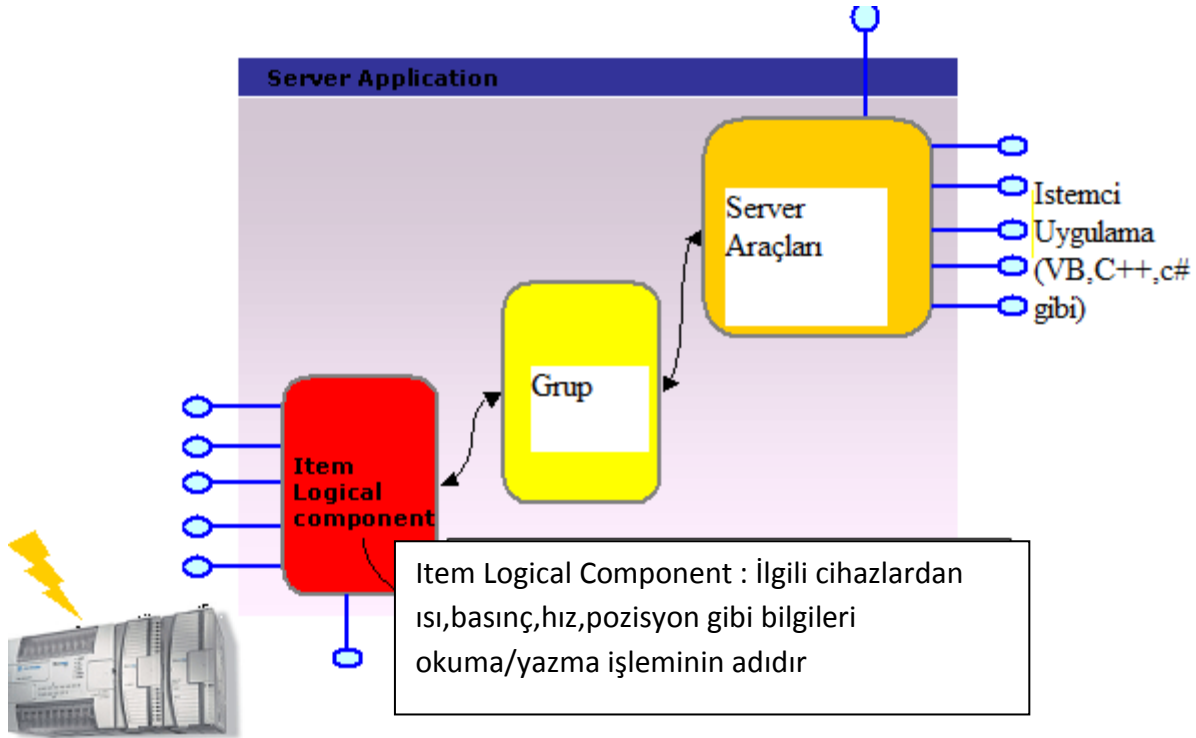 Server Application
Server
Araçları
Istemci
Uygulama
(VB,C++,c#
gibi)
Grup
Item
Logical
component
Item Logical Component : İlgili cihazlardan
ısı,basınç,hız,pozisyon gibi bilgileri
okuma/yazma işleminin adıdır